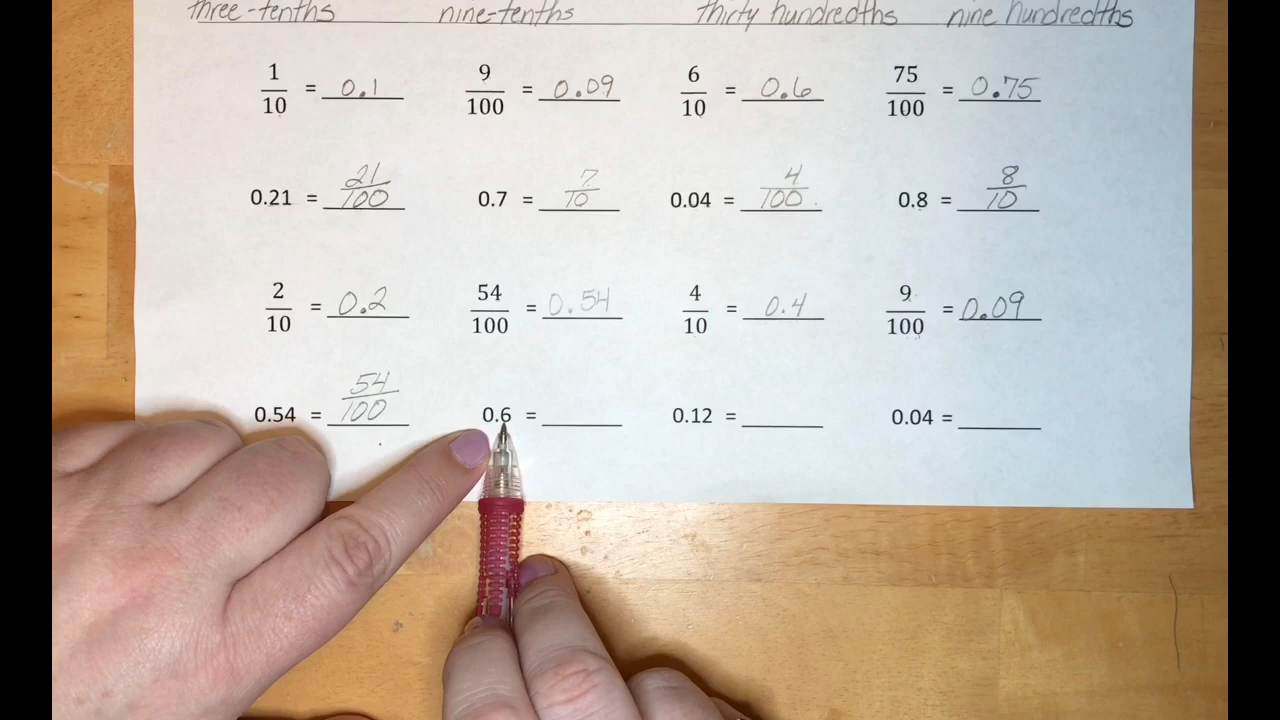 three-tenths nine-tenths thirty hundredths nine hundredths
1/10 = 0.1 9/100 = 0.09 6/10 = 0.6 75/100 = 0.75
0.21 = 21/100 0.7 = 7/10 0.04 = 4/100 0.8 = 8/10
2/10 = 0.2 54/100 = 0.54 4/10 = 0.4 9/100 = 0.09
0.54 = 54/100 0.6 = 0.12 = 0.04 =